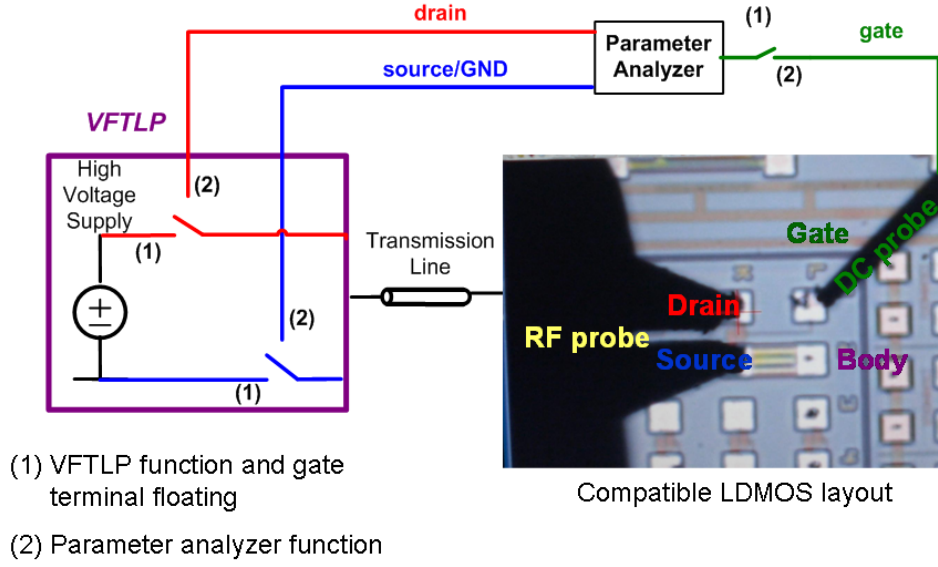 drain
(1)
gate
Parameter
Analyzer
source/GND
(2)
VFTLP
High
Voltage
Supply
(2)
(1)
Transmission
Line
(2)
(1)
Gate
DC probe
Drain
RF probe
Source
Body
(1) VFTLP function and gate
terminal floating
Compatible LDMOS layout
(2) Parameter analyzer function